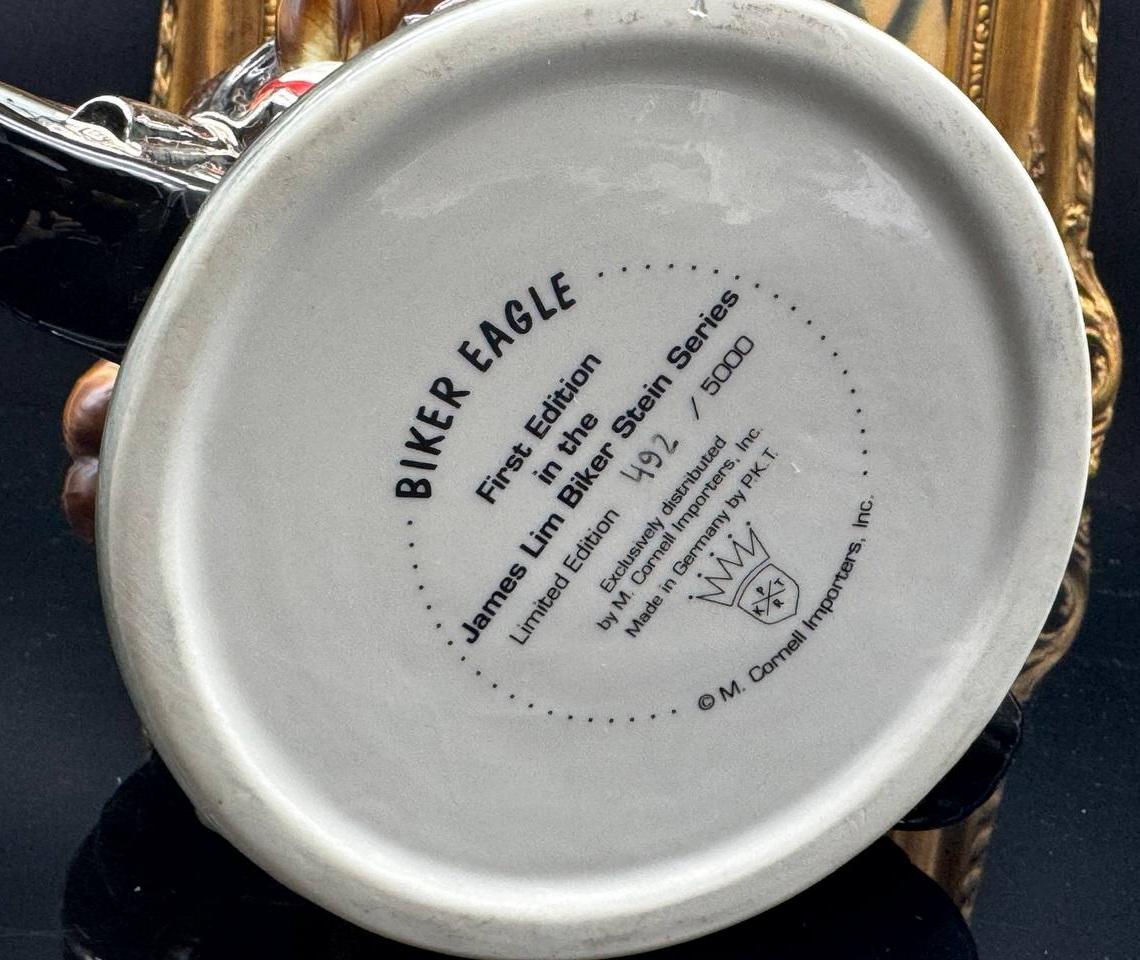 BIKER EAGLE
First Edition
in the
James Lim Biker Stein Series
Limited Edition 492 / 5000
Exclusively distributed
by M. Cornell Importers, Inc.
Made in Germany by P.K.T.
K P T R
© M. Cornell Importers, Inc.